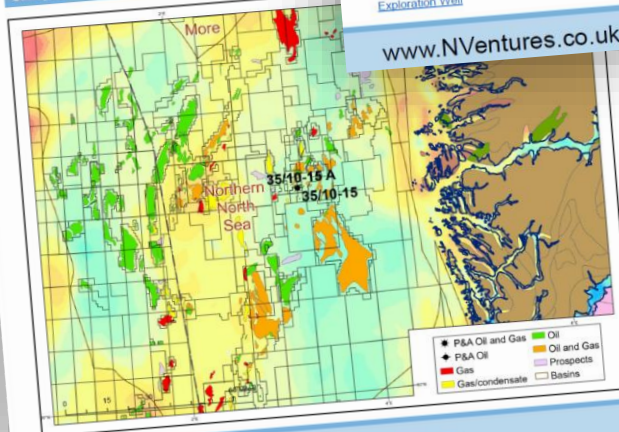 Exploration Well
www.NVentures.co.uk
More
35/10-15 A
35/10-15
Northern
North
Sea
P&A Oil and Gas
P&A Oil
Gas
Gas/condensate
Oil
Oil and Gas
Prospects
Basins
0
15